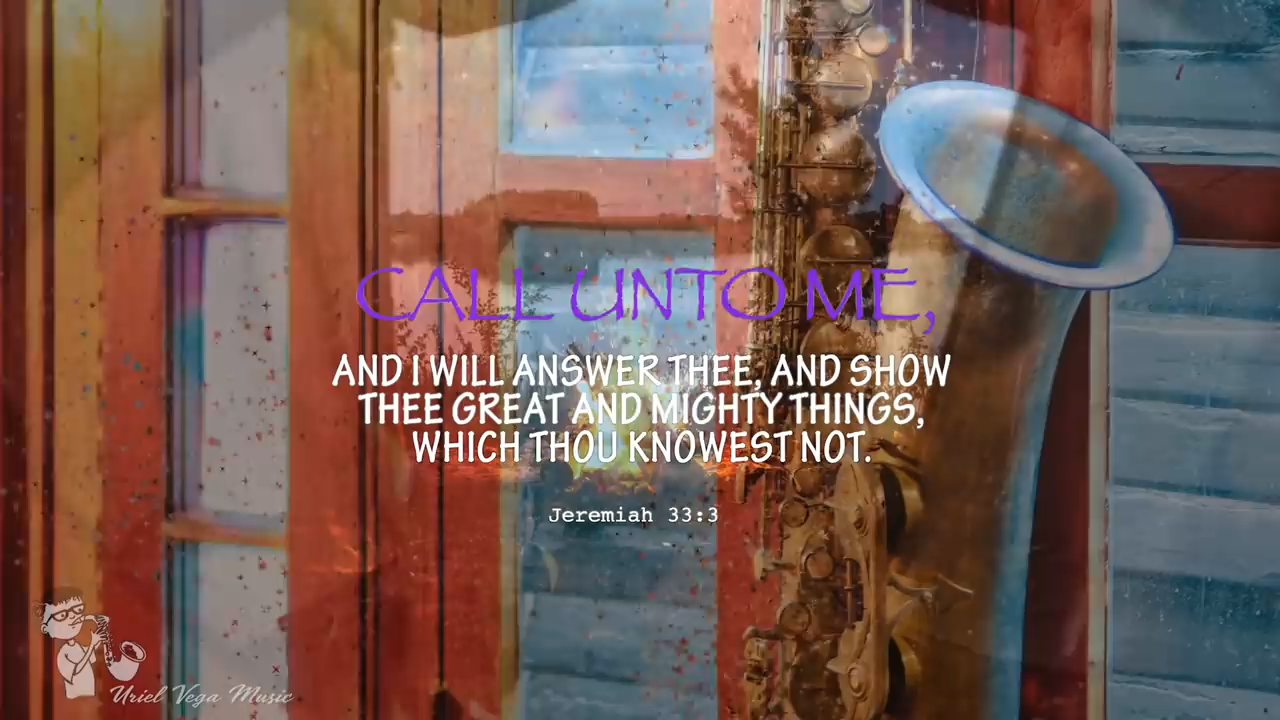 CALL UNTO ME,
AND I WILL ANSWER THEE, AND SHOW
THEE GREAT AND MIGHTY THINGS,
WHICH THOU KNOWEST NOT.
Jeremiah 33:3
Uriel Vega Music